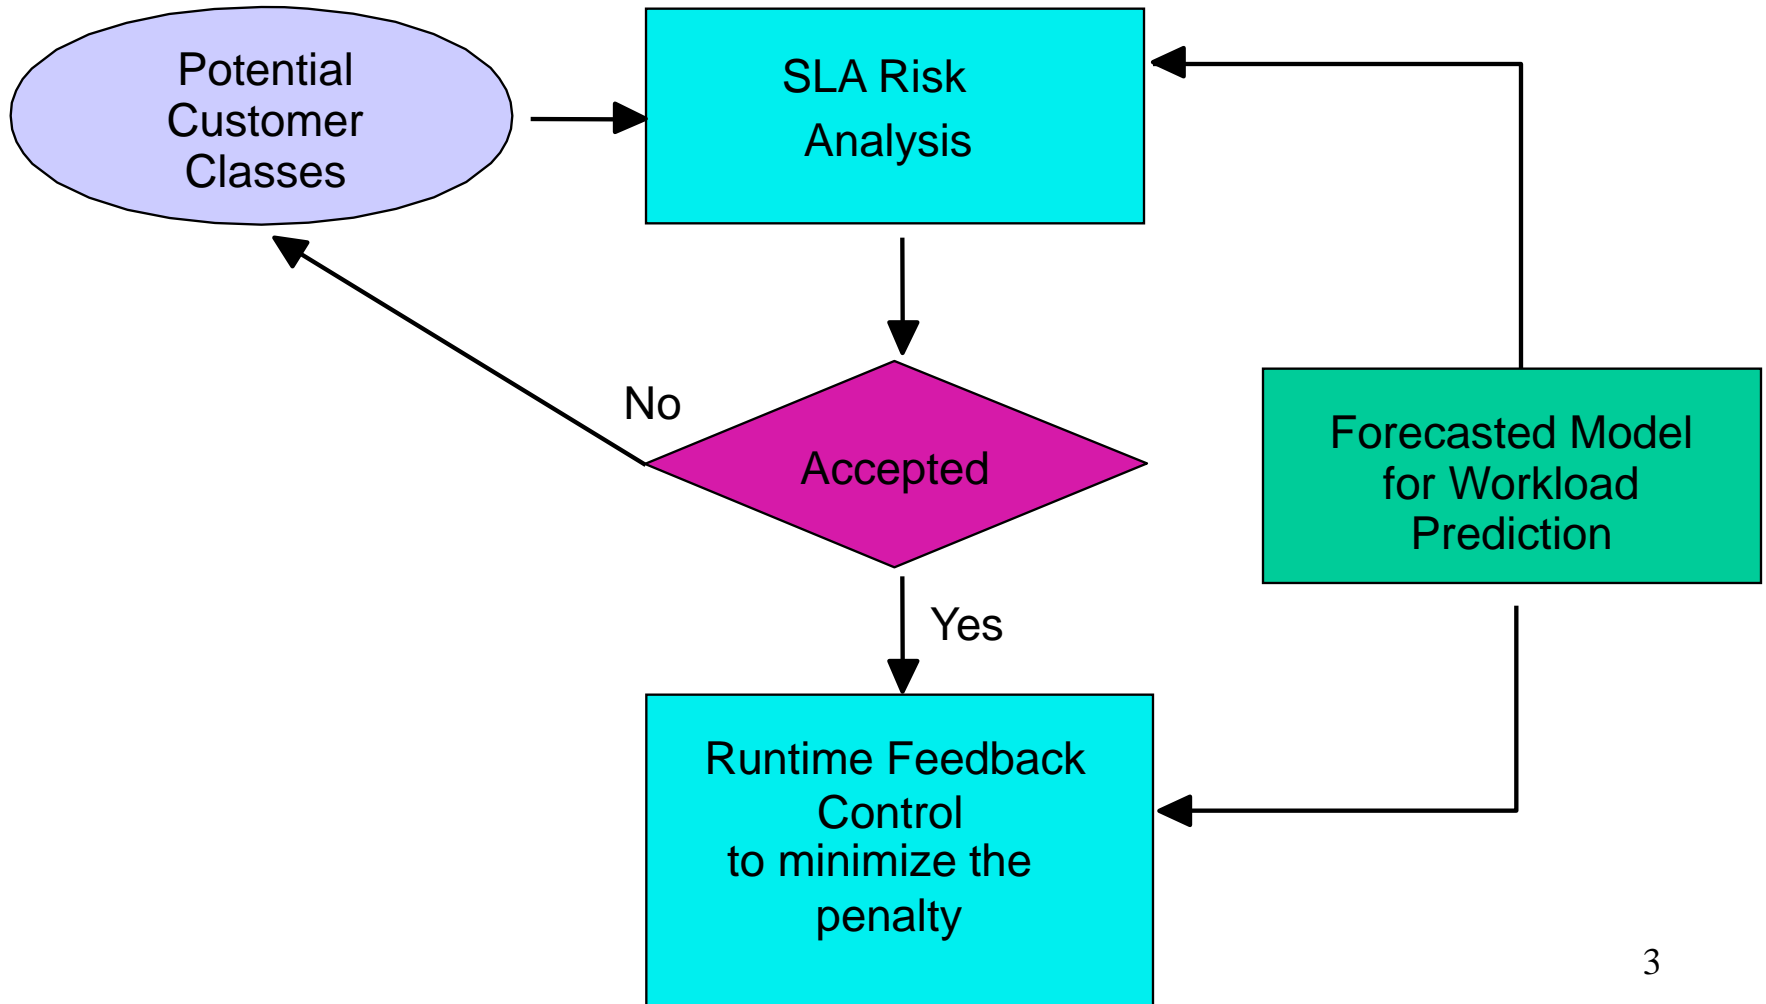 Potential
Customer
Classes
SLA Risk
Analysis
No
Accepted
Forecasted Model
for Workload
Prediction
Yes
Runtime Feedback
Control
to minimize the
penalty
3